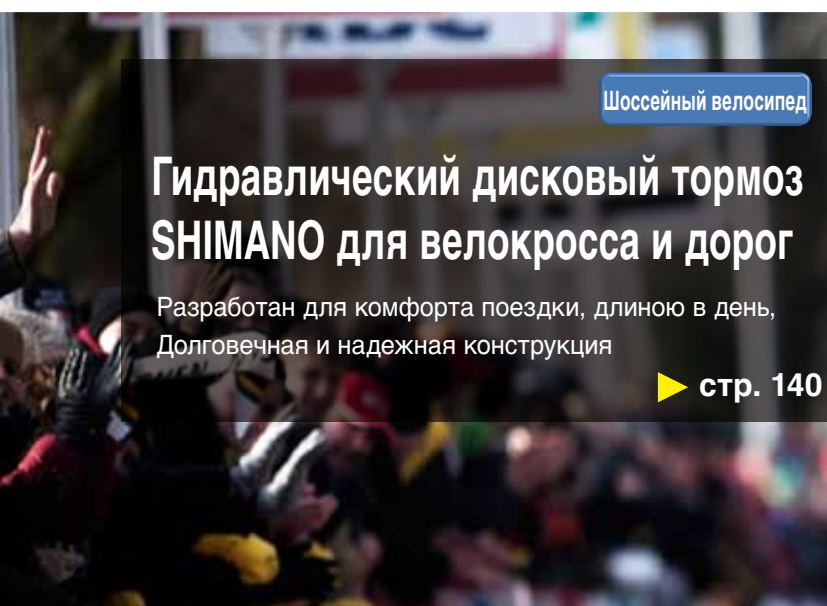 Шоссейный велосипед
Гидравлический дисковый тормоз
SHIMANO для велокросса и дорог
Разработан для комфорта поездки, длиною в день,
Долговечная и надежная конструкция
стр. 140